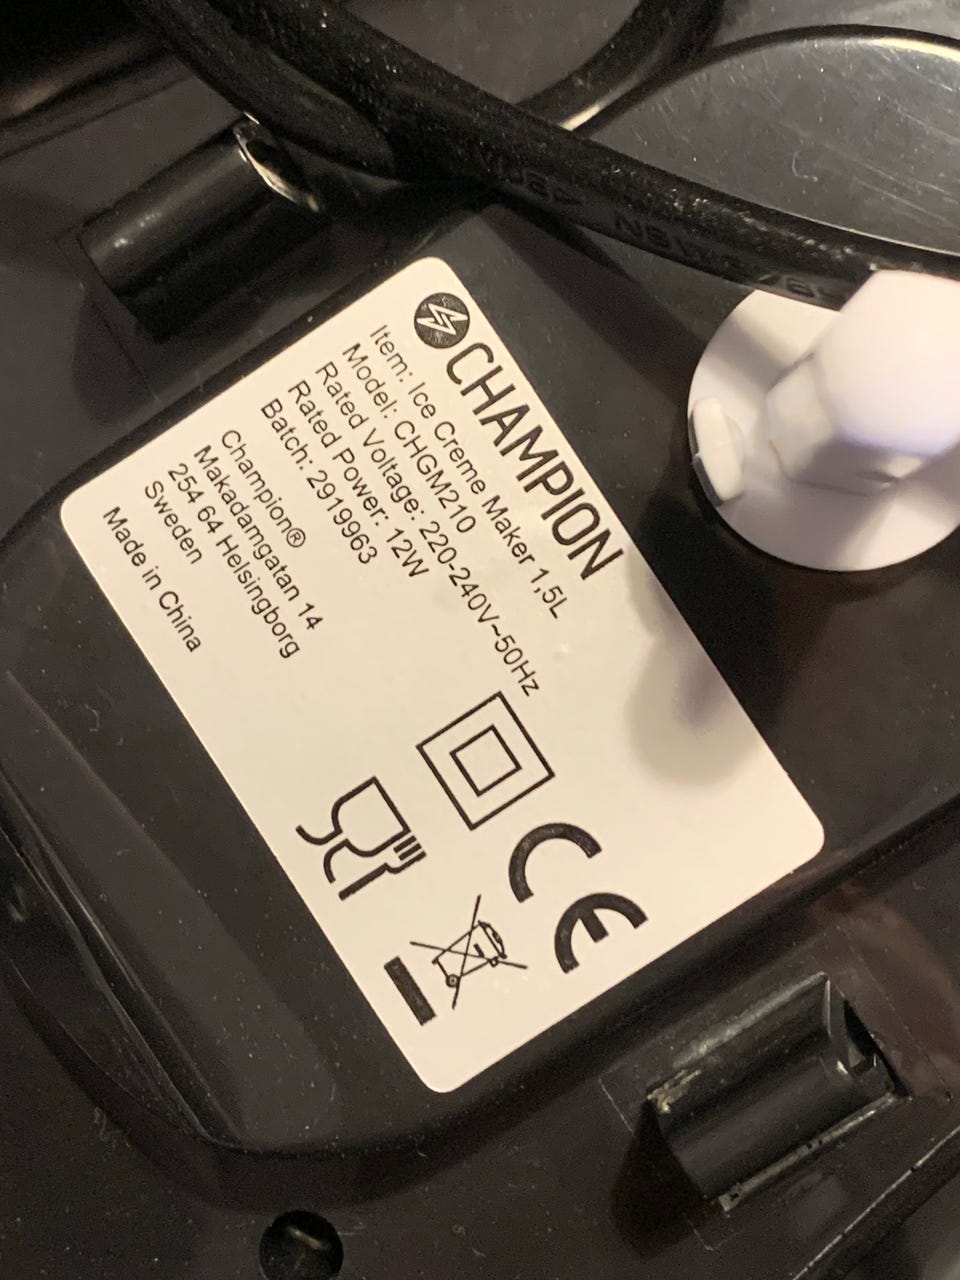 CHAMPION
Item: Ice Creme Maker 1,5L
Model: CHGM210
Rated Voltage: 220-240V~50Hz
Rated Power: 12W
Batch: 2919963
Champion®
Makadamgatan 14
254 64 Helsingborg
Sweden
Made in China
CE